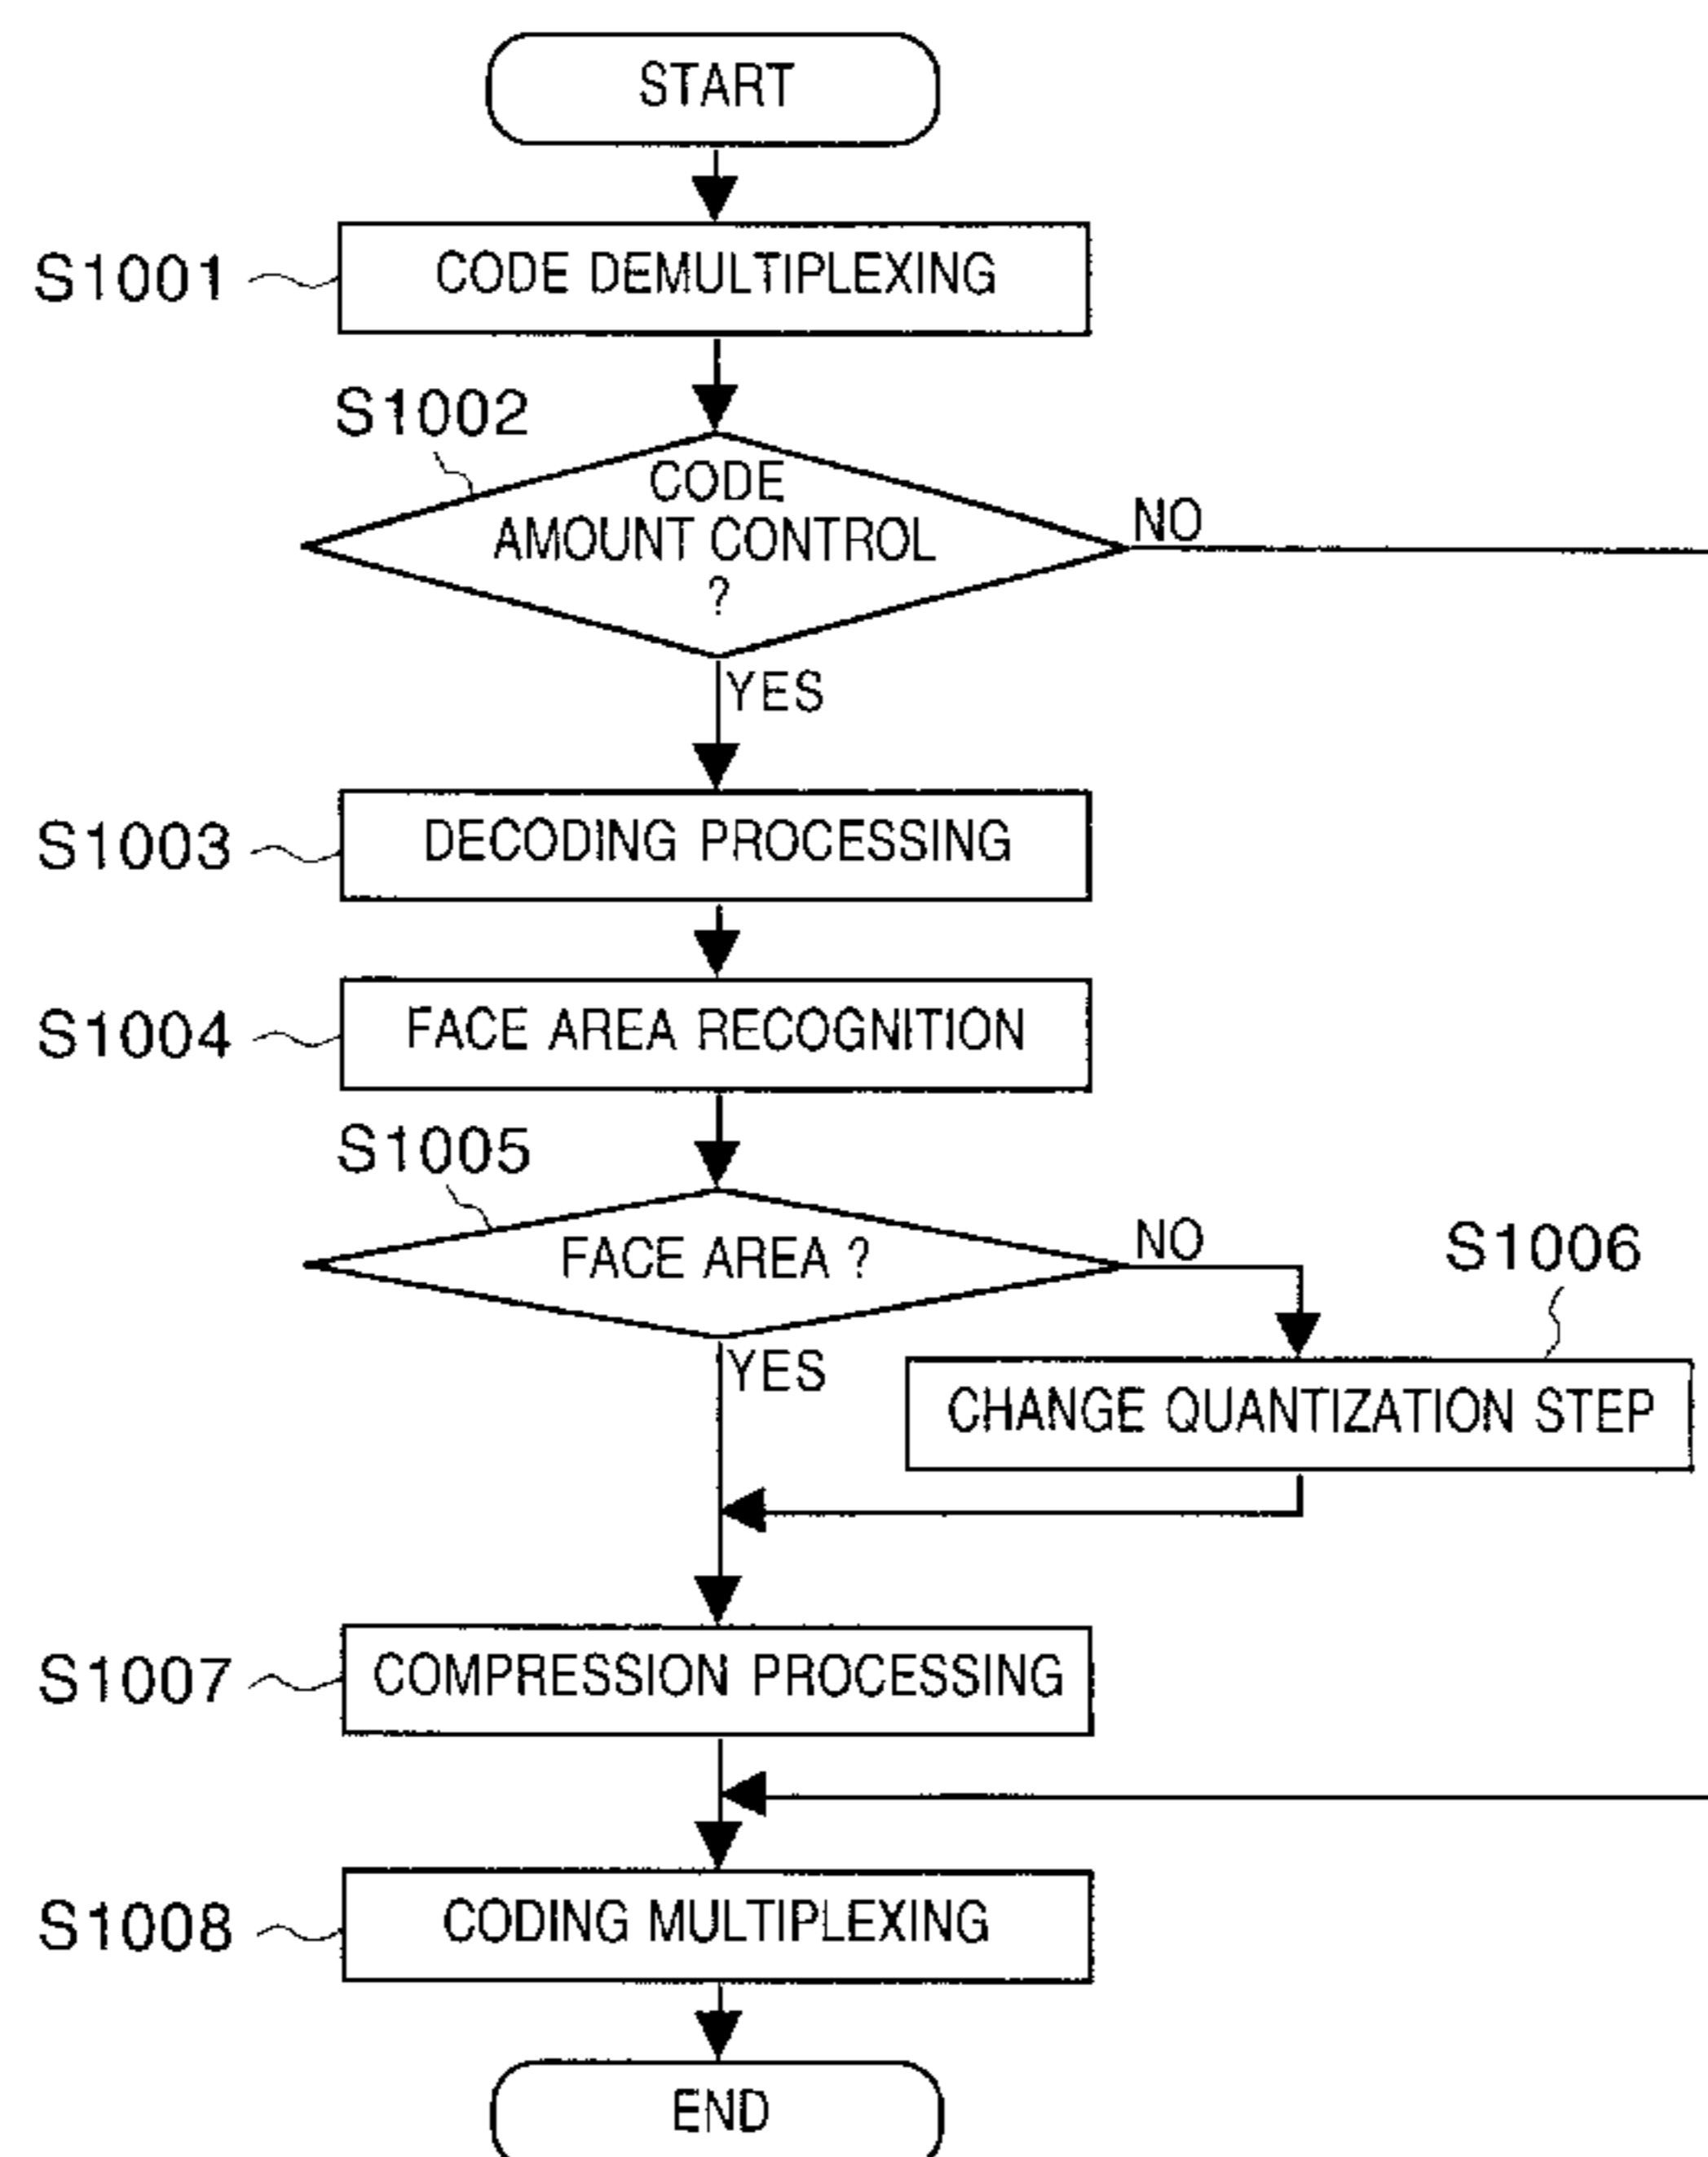 START
S1001
CODE DEMULTIPLEXING
S1002
CODE
AMOUNT CONTROL
?
NO
YES
S1003
DECODING PROCESSING
S1004
FACE AREA RECOGNITION
S1005
FACE AREA ?
NO
S1006
YES
CHANGE QUANTIZATION STEP
S1007
COMPRESSION PROCESSING
S1008
CODING MULTIPLEXING
END